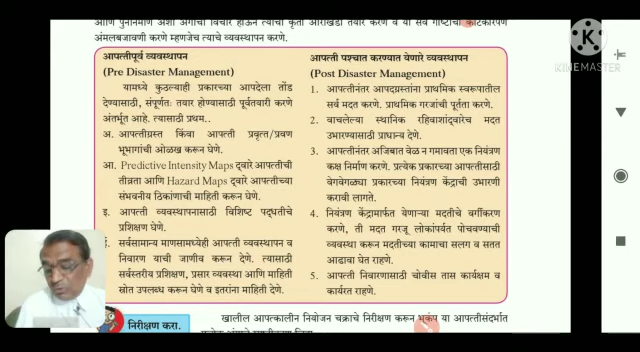 आणि पुनर्निर्माण अशा अंगांचा विचार होऊन त्याचा कृती आराखडा तयार करणे व या सर्व गोष्टींची काटेकोरपणे
अंमलबजावणी करणे म्हणजेच त्याचे व्यवस्थापन करणे.
आपत्तीपूर्व व्यवस्थापन
(Pre Disaster Management)
यामध्ये कुठल्याही प्रकारच्या आपदेला तोंड
देण्यासाठी, संपूर्णतः तयार होण्यासाठी पूर्वतयारी करणे
अंतर्भूत आहे. त्यासाठी प्रथम..
अ. आपत्तीग्रस्त किंवा आपत्ती प्रवृत्त/प्रवण
भूभागांची ओळख करून घेणे.
आ. Predictive Intensity Maps द्वारे आपत्तीची
तीव्रता आणि Hazard Maps द्वारे आपत्तीच्या
संभवनीय ठिकाणांची माहिती करून घेणे.
इ. आपत्ती व्यवस्थापनासाठी विशिष्ट पद्धतीचे
प्रशिक्षण घेणे.
सर्वसामान्य माणसामध्येही आपत्ती व्यवस्थापन व
निवारण याची जाणीव करून देणे. त्यासाठी
सर्वस्तरीय प्रशिक्षण, प्रसार व्यवस्था आणि माहिती
स्रोत उपलब्ध करून घेणे व इतरांना माहिती देणे.
आपत्ती पश्चात करण्यात येणारे व्यवस्थापन
(Post Disaster Management)
1. आपत्तीनंतर आपद्ग्रस्तांना प्राथमिक स्वरूपातील
सर्व मदत करणे. प्राथमिक गरजांची पूर्तता करणे.
2. वाचलेल्या स्थानिक रहिवाशांद्वारेच मदत
उभारण्यासाठी प्राधान्य देणे.
3. आपत्तीनंतर अजिबात वेळ न गमावता एक नियंत्रण
कक्ष निर्माण करणे. प्रत्येक प्रकारच्या आपत्तीसाठी
वेगवेगळ्या प्रकारच्या नियंत्रण केंद्राची उभारणी
करावी लागते.
4. नियंत्रण केंद्रामार्फत येणाऱ्या मदतीचे वर्गीकरण
करणे, ती मदत गरजू लोकांपर्यंत पोचवण्याची
व्यवस्था करून मदतीच्या कामाचा सलग व सतत
आढावा घेत राहणे.
5. आपत्ती निवारणासाठी चोवीस तास कार्यक्षम व
कार्यरत राहणे.
निरीक्षण करा.
खालील आपत्कालीन नियोजन चक्राचे निरीक्षण करून भूकंप या आपत्तीसंदर्भात
KINEMASTER